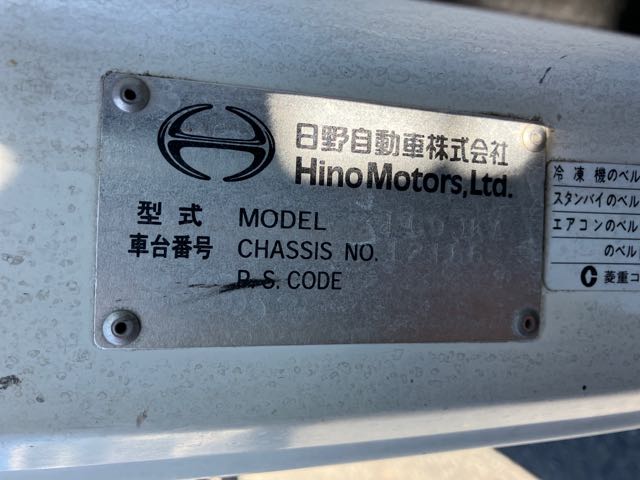 日野自動車株式会社
Hino Motors, Ltd.
型式 MODEL
車台番号 CHASSIS NO.
P.S. CODE
冷凍機のベル
スタンバイのベル
エアコンのベル
のベル
菱重コ